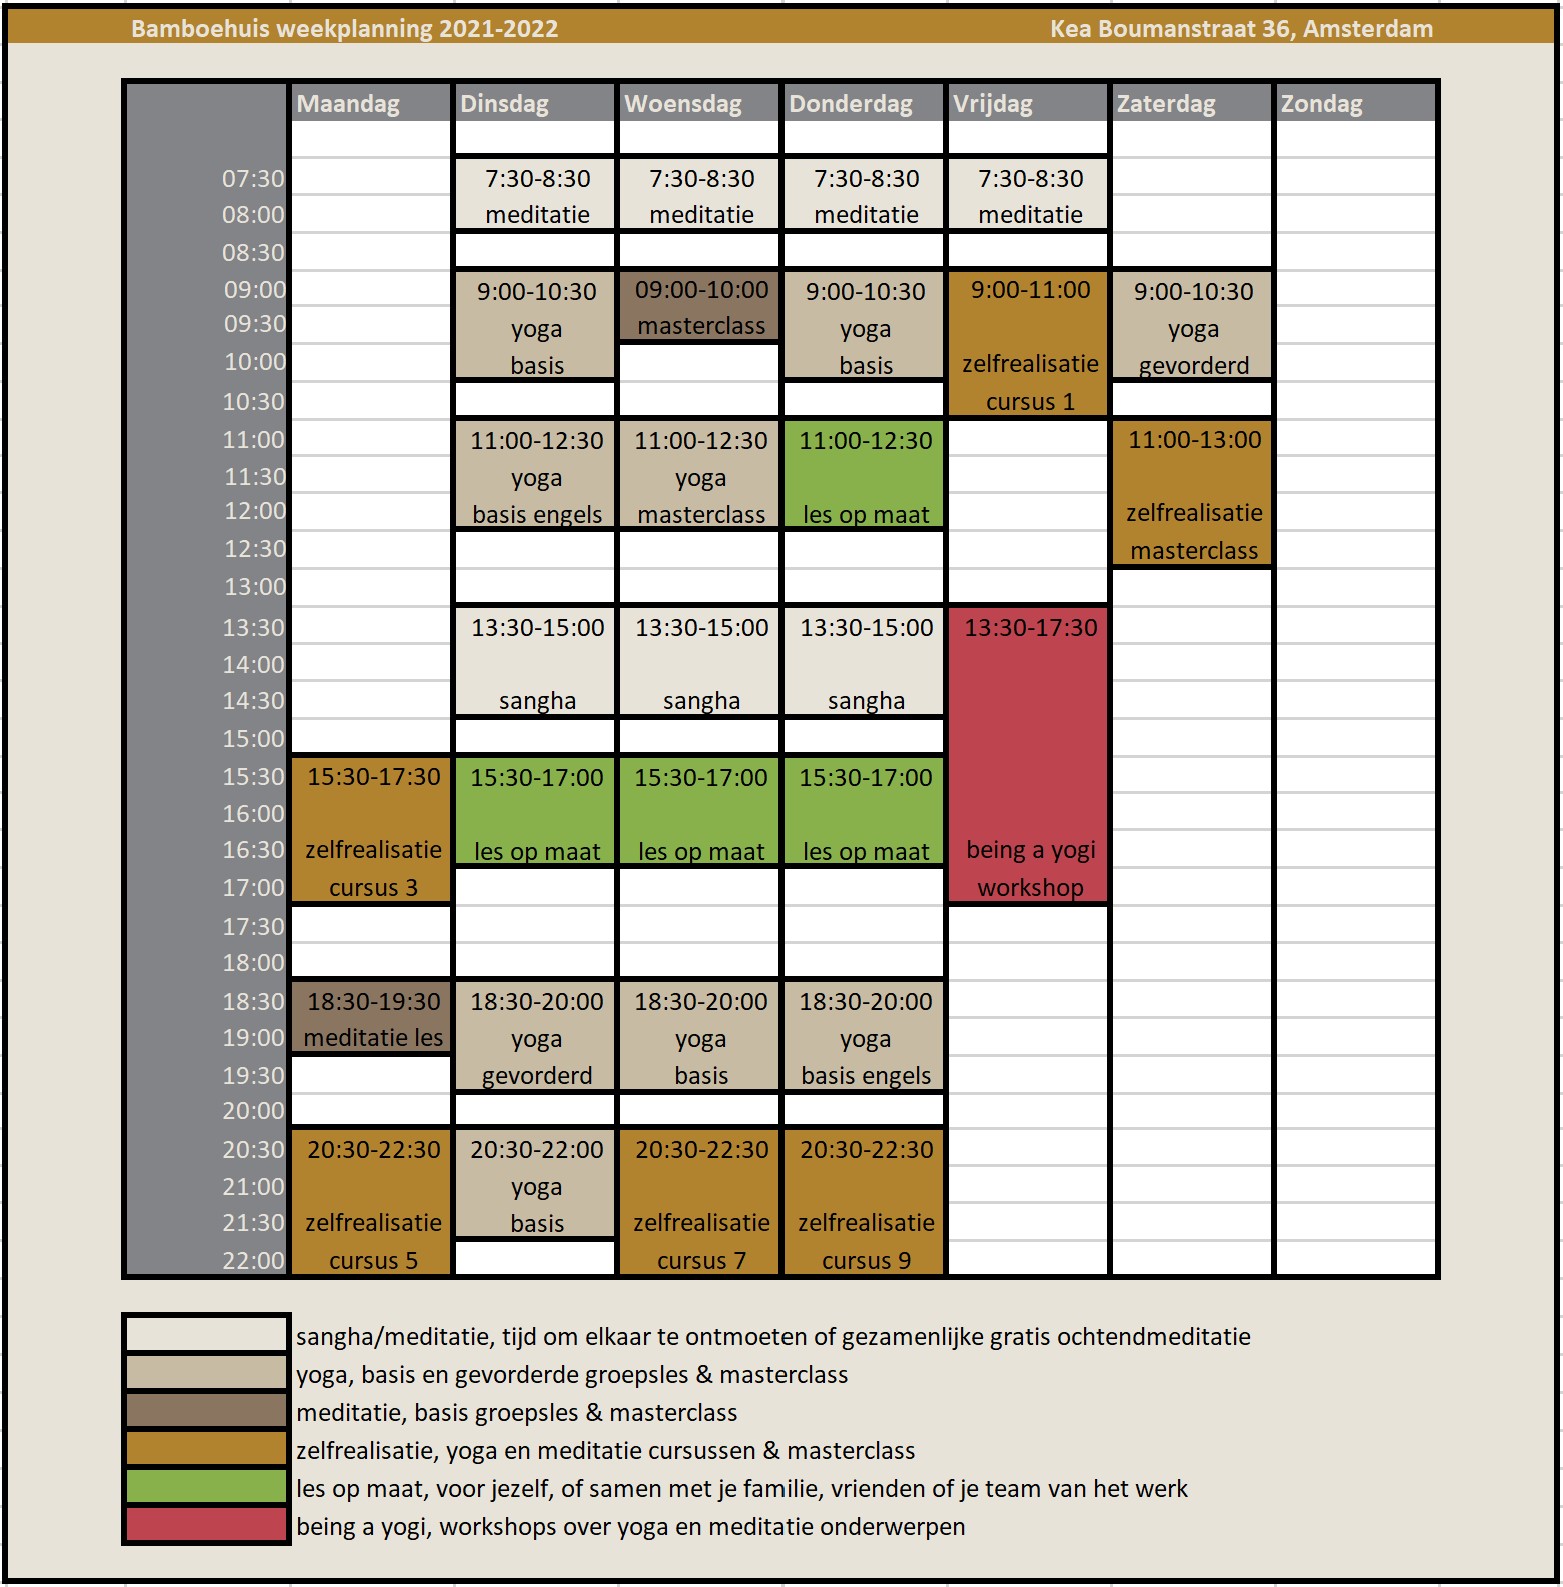 Bamboehuis weekplanning 2021-2022 Kea Boumanstraat 36, Amsterdam
Maandag Dinsdag Woensdag Donderdag Vrijdag Zaterdag Zondag
07:30 7:30-8:30 7:30-8:30 7:30-8:30 7:30-8:30
08:00 meditatie meditatie meditatie meditatie
08:30
09:00 9:00-10:30 09:00-10:00 9:00-10:30 9:00-11:00 9:00-10:30
09:30 yoga masterclass yoga yoga
10:00 basis basis zelfrealisatie gevorderd
10:30 cursus 1
11:00 11:00-12:30 11:00-12:30 11:00-12:30 11:00-13:00
11:30 yoga yoga
12:00 basis engels masterclass les op maat zelfrealisatie
12:30 masterclass
13:00
13:30 13:30-15:00 13:30-15:00 13:30-15:00 13:30-17:30
14:00
14:30 sangha sangha sangha
15:00
15:30 15:30-17:30 15:30-17:00 15:30-17:00 15:30-17:00
16:00
16:30 zelfrealisatie les op maat les op maat les op maat being a yogi
17:00 cursus 3 workshop
17:30
18:00
18:30 18:30-19:30 18:30-20:00 18:30-20:00 18:30-20:00
19:00 meditatie les yoga yoga yoga
19:30 gevorderd basis basis engels
20:00
20:30 20:30-22:30 20:30-22:00 20:30-22:30 20:30-22:30
21:00 yoga
21:30 zelfrealisatie basis zelfrealisatie zelfrealisatie
22:00 cursus 5 cursus 7 cursus 9
sangha/meditatie, tijd om elkaar te ontmoeten of gezamenlijke gratis ochtendmeditatie
yoga, basis en gevorderde groepsles & masterclass
meditatie, basis groepsles & masterclass
zelfrealisatie, yoga en meditatie cursussen & masterclass
les op maat, voor jezelf, of samen met je familie, vrienden of je team van het werk
being a yogi, workshops over yoga en meditatie onderwerpen